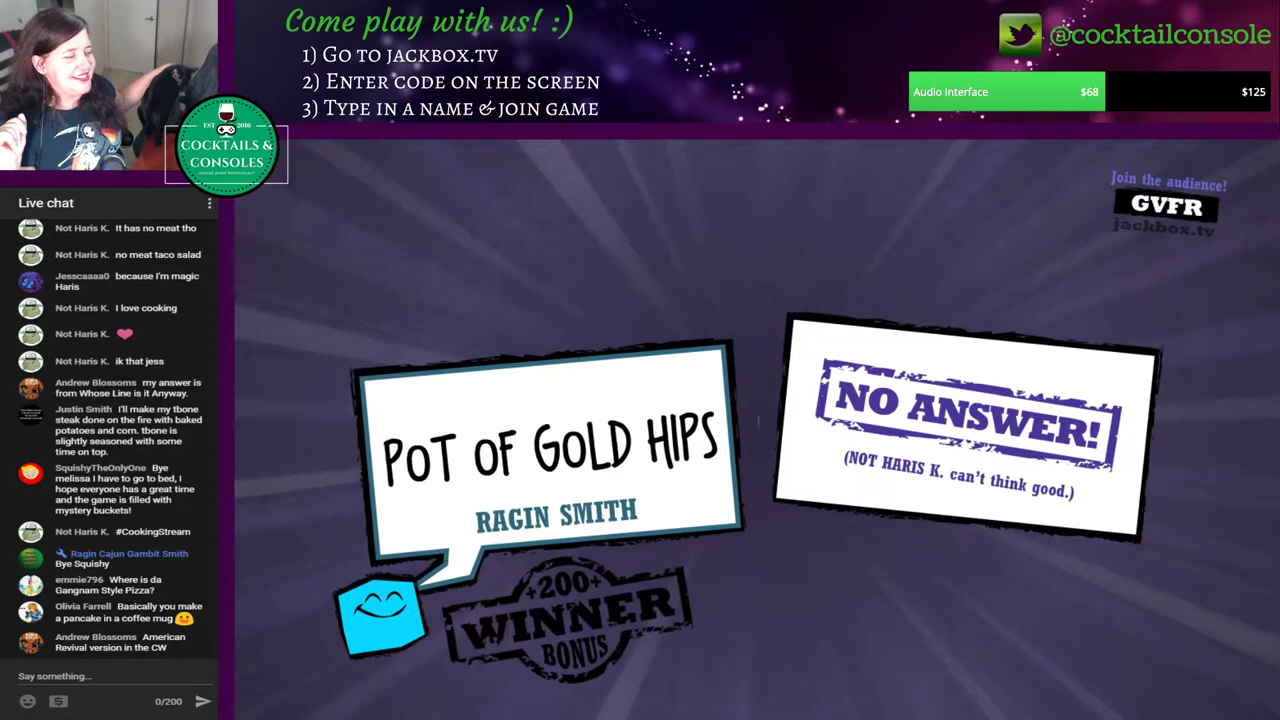 Come play with us! :)
1) Go to jackbox.tv
2) Enter code on the screen
3) Type in a name & join game
@cocktailconsole
Audio Interface $68 $125
EST 2016
COCKTAILS &
CONSOLES
PLEASE GAME RESPONSIBLY
Live chat
Not Haris K. It has no meat tho
Not Haris K. no meat taco salad
Jesscaaaa0 because I'm magic
Haris
Not Haris K. I love cooking
Not Haris K. ❤
Not Haris K. ik that jess
Andrew Blossoms my answer is
from Whose Line is it Anyway.
Justin Smith I'll make my tbone
steak done on the fire with baked
potatoes and corn. tbone is
slightly seasoned with some
time on top.
SquishyTheOnlyOne Bye
melissa I have to go to bed, I
hope everyone has a great time
and the game is filled with
mystery buckets!
Not Haris K. #CookingStream
Ragin Cajun Gambit Smith
Bye Squishy
emmie796 Where is da
Gangnam Style Pizza?
Olivia Farrell Basically you make
a pancake in a coffee mug
Andrew Blossoms American
Revival version in the CW
Say something...
0/200
Join the audience!
GVFR
jackbox.tv
POT OF GOLD HIPS
RAGIN SMITH
+200+
WINNER
BONUS
NO ANSWER!
(NOT HARIS K. can't think good.)